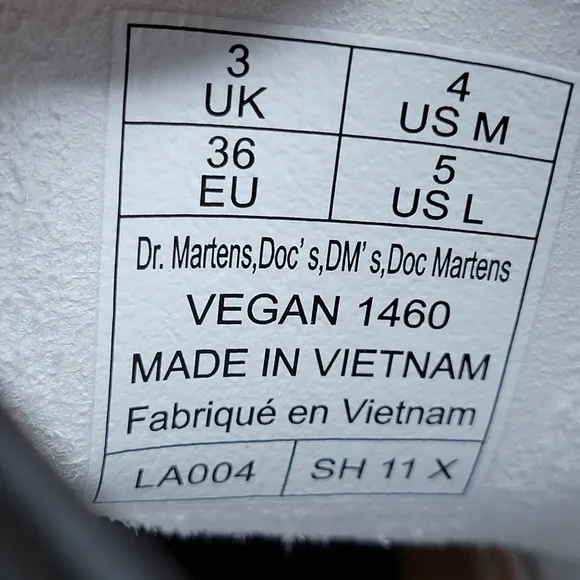 3
UK
4
US M
36
EU
5
US L
Dr. Martens,Doc's,DM's,Doc Martens
VEGAN 1460
MADE IN VIETNAM
Fabriqué en Vietnam
LA004
SH 11 X